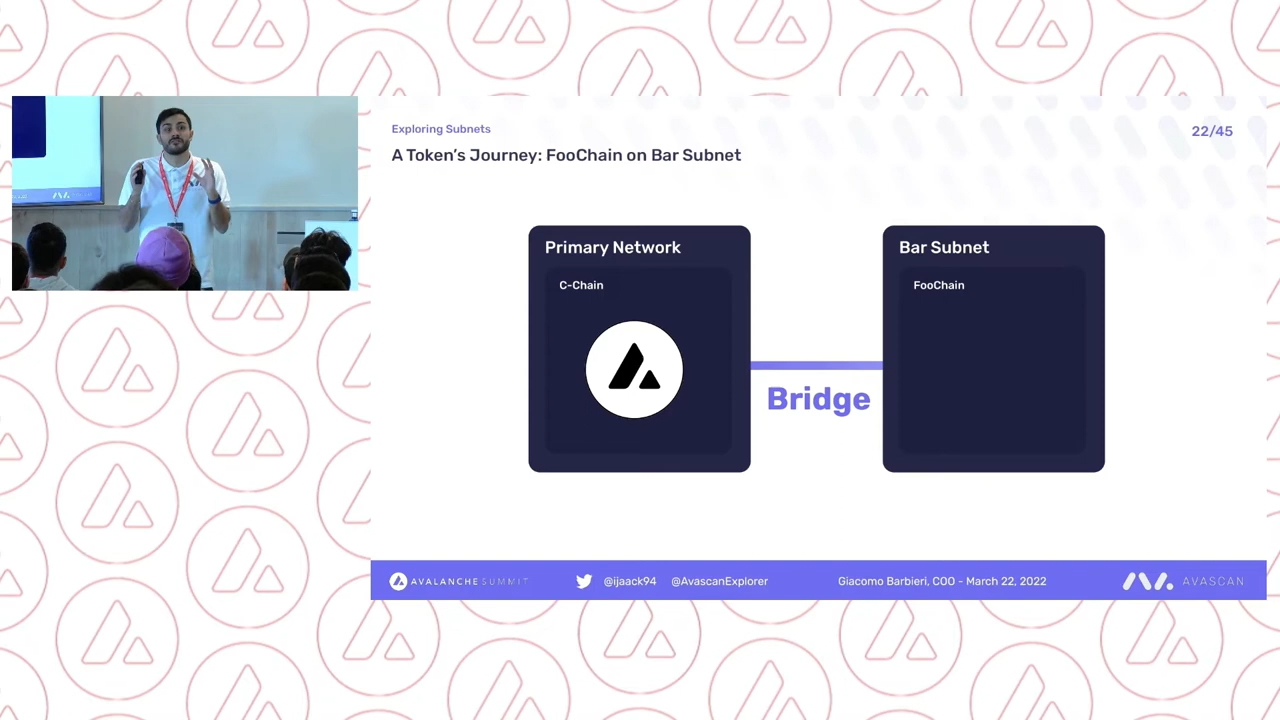 Exploring Subnets
22/45
A Token's Journey: FooChain on Bar Subnet
Primary Network
C-Chain
Bar Subnet
FooChain
Bridge
AVALANCHE SUMMIT
@ijaack94 @AvascanExplorer
Giacomo Barbieri, COO - March 22, 2022
AVASCAN